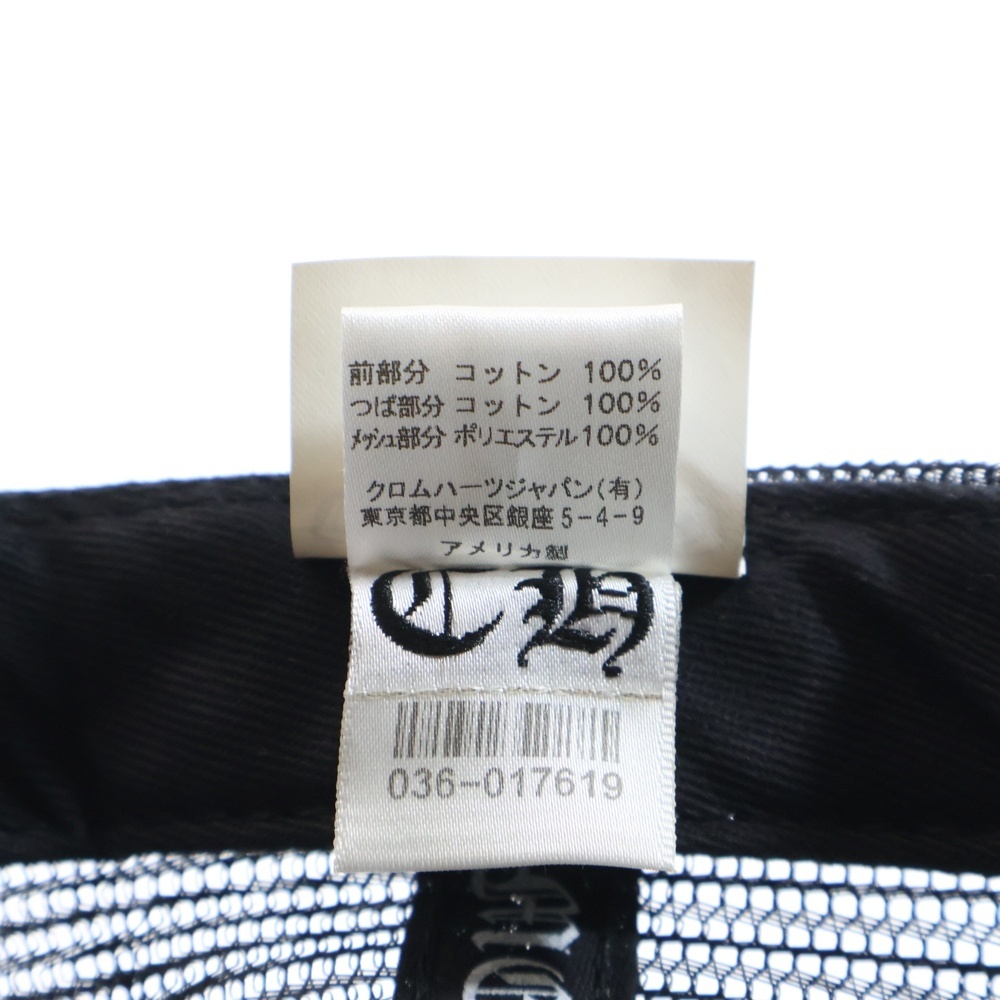 前部分 コットン 100%
つば部分 コットン 100%
メッシュ部分 ポリエステル 100%
クロムハーツジャパン(有)
東京都中央区銀座 5-4-9
アメリカ製
CH
036-017619